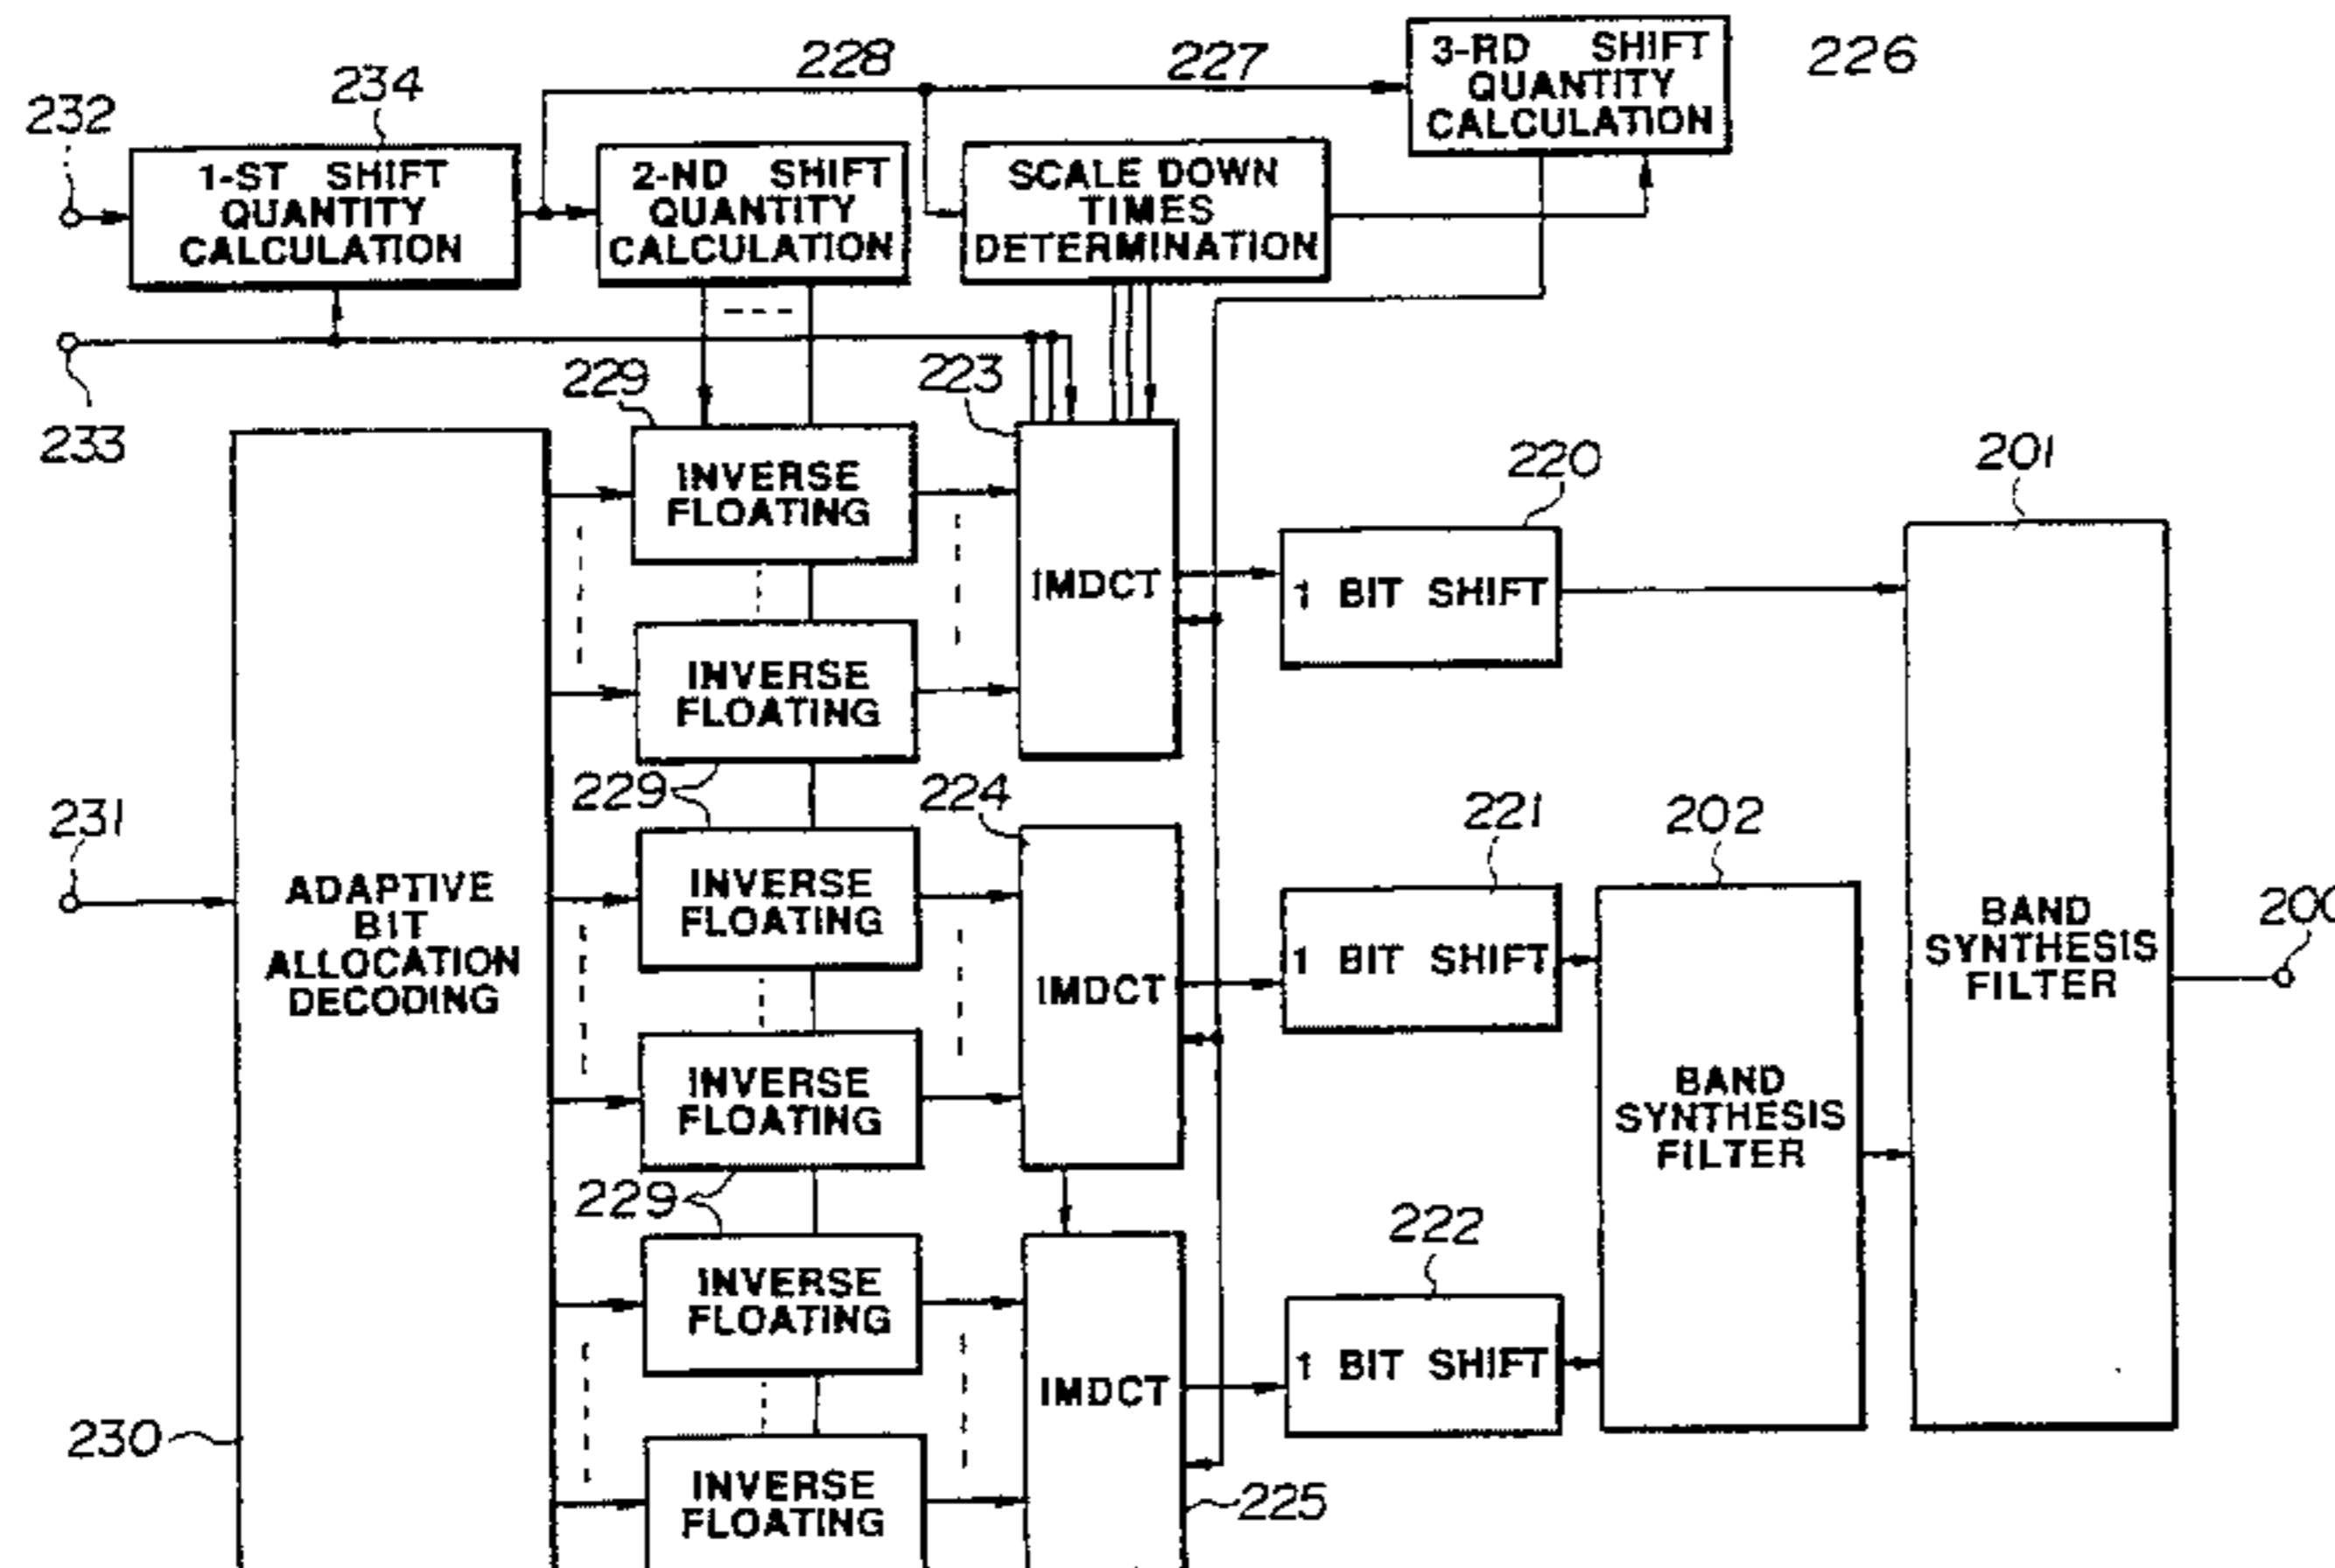 228
227
3-RD SHIFT
QUANTITY
CALCULATION
226
234
232
1-ST SHIFT
QUANTITY
CALCULATION
2-ND SHIFT
QUANTITY
CALCULATION
SCALE DOWN
TIMES
DETERMINATION
233
229
223
INVERSE
FLOATING
IMDCT
220
1 BIT SHIFT
201
INVERSE
FLOATING
229
224
221
202
231
ADAPTIVE
BIT
ALLOCATION
DECODING
INVERSE
FLOATING
IMDCT
1 BIT SHIFT
BAND
SYNTHESIS
FILTER
200
INVERSE
FLOATING
BAND
SYNTHESIS
FILTER
229
222
INVERSE
FLOATING
IMDCT
1 BIT SHIFT
230
INVERSE
FLOATING
225